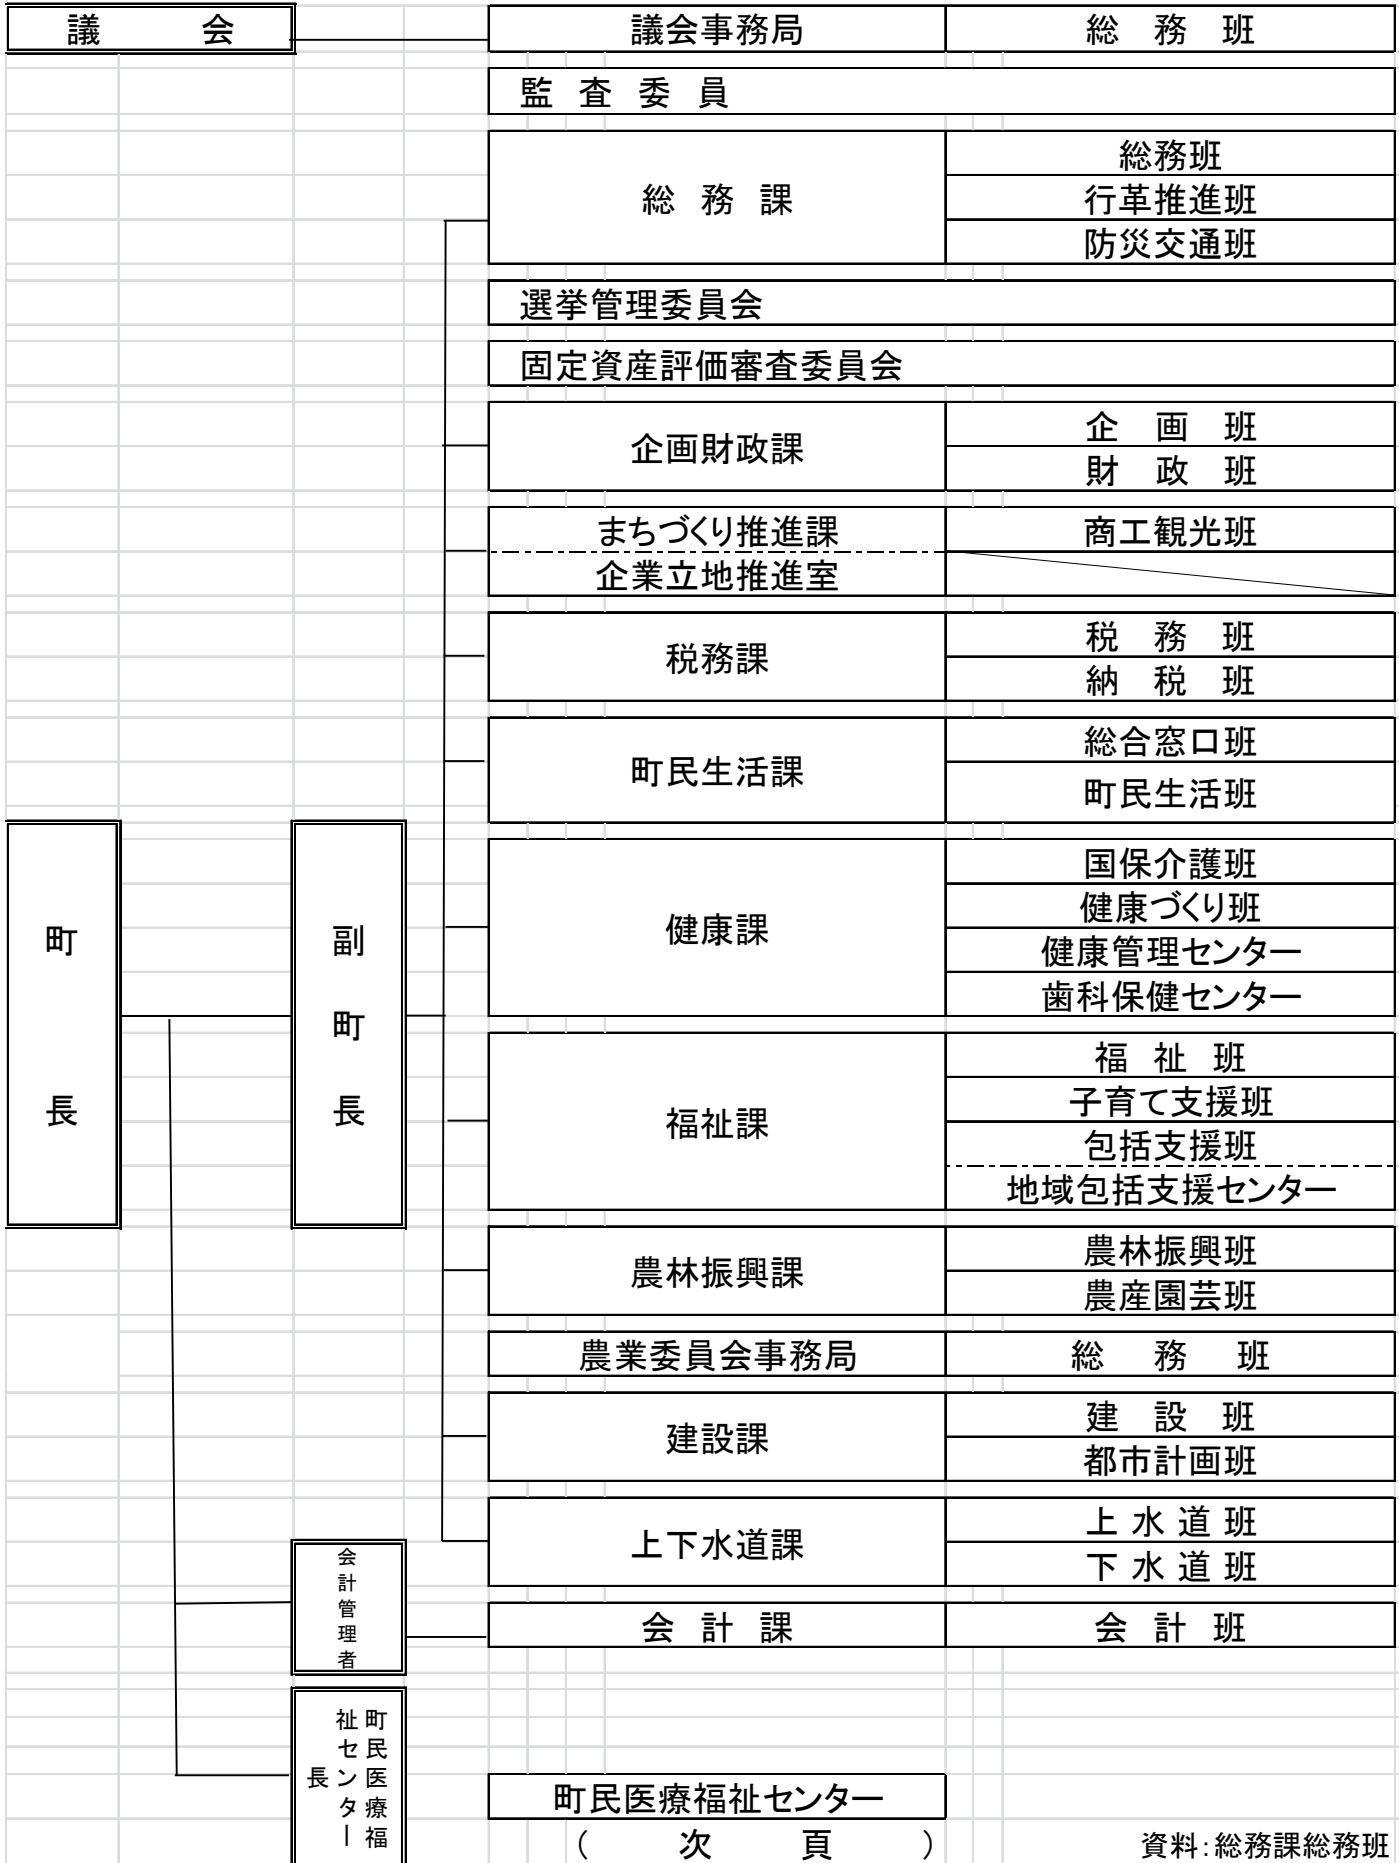 議 会 議会事務局 総 務 班
監 査 委 員
総 務 課
総務班
行革推進班
防災交通班
選挙管理委員会
固定資産評価審査委員会
企画財政課
企 画 班
財 政 班
まちづくり推進課 商工観光班
企業立地推進室
税務課
税 務 班
納 税 班
町民生活課
総合窓口班
町民生活班
町長
副町長
健康課
国保介護班
健康づくり班
健康管理センター
歯科保健センター
福祉課
福 祉 班
子育て支援班
包括支援班
地域包括支援センター
農林振興課
農林振興班
農産園芸班
農業委員会事務局 総 務 班
建設課
建 設 班
都市計画班
上下水道課
上 水 道 班
下 水 道 班
会計管理者
会 計 課 会 計 班
町民医療福
祉センター
長
町民医療福祉センター
( 次 頁 )
資料:総務課総務班